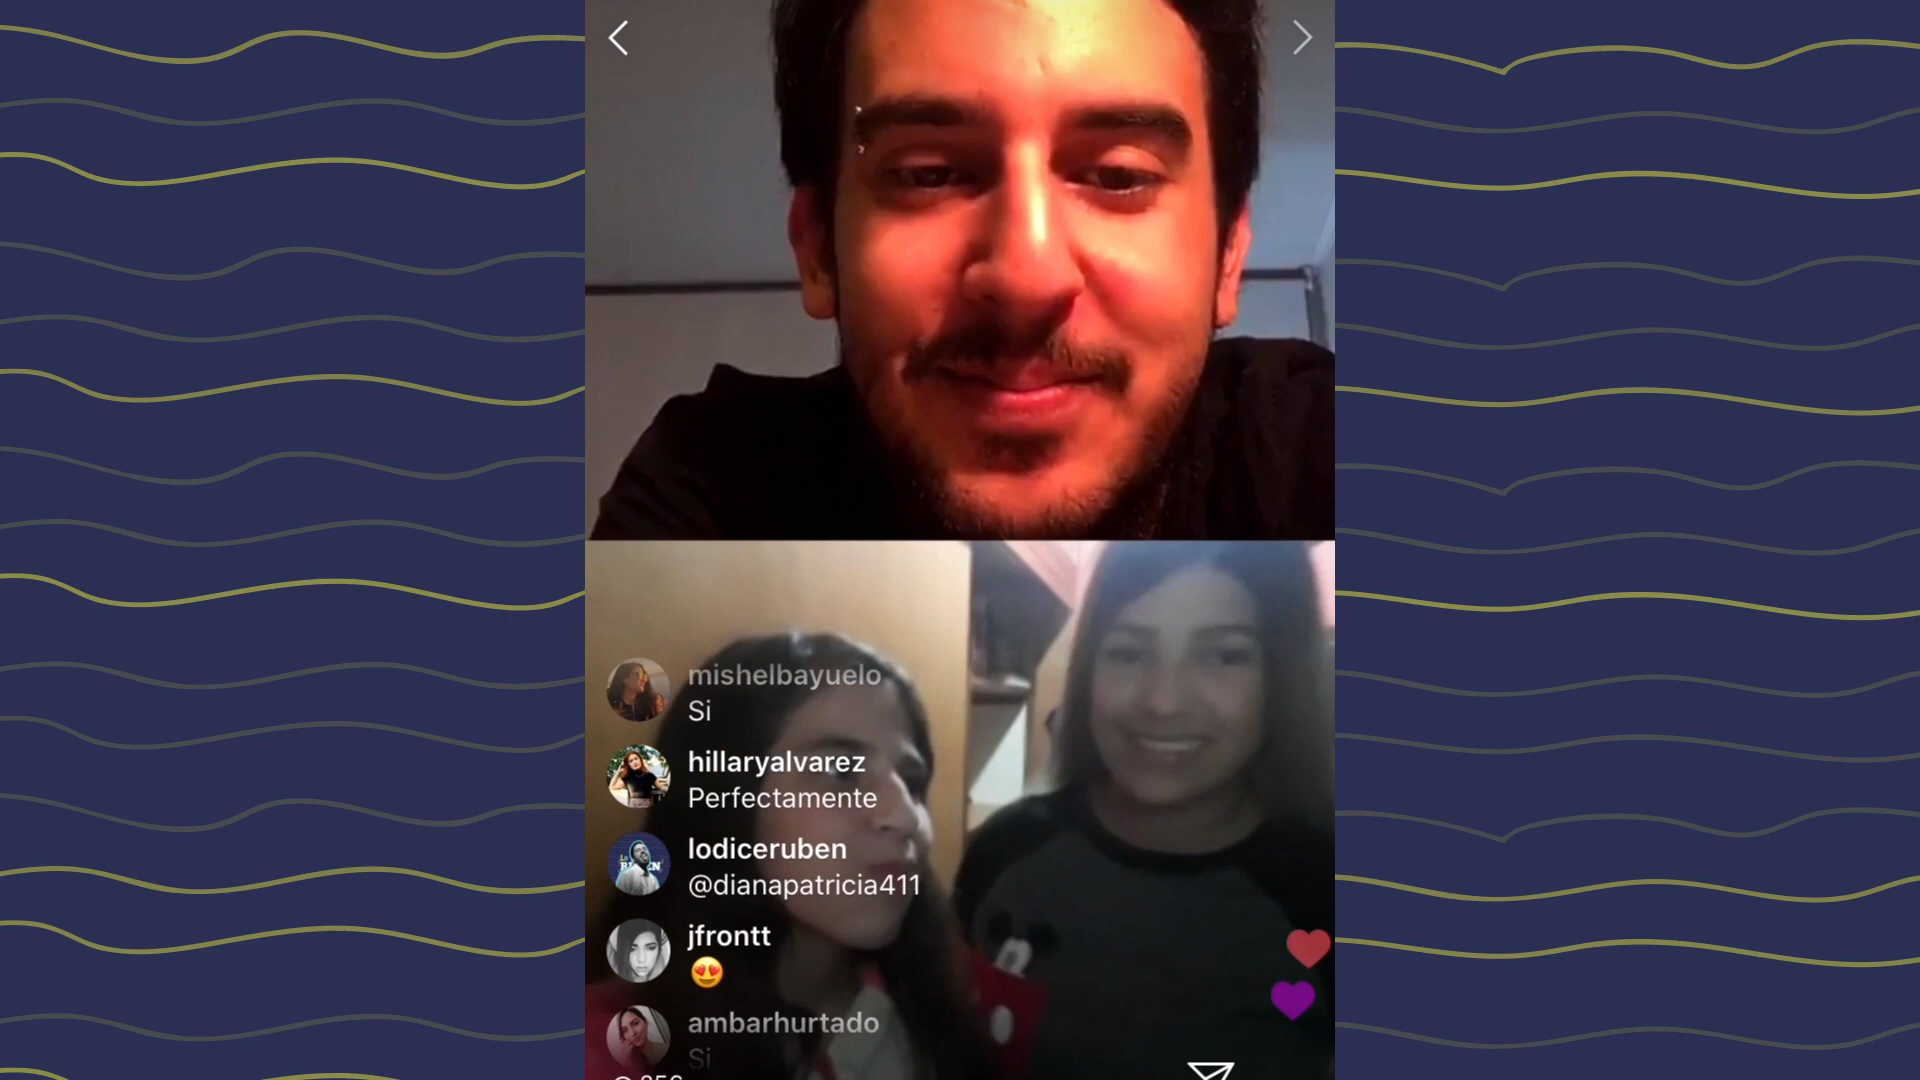 mishelbayuelo
Si
hillaryalvarez
Perfectamente
lodiceruben
@dianapatricia411
jfrontt
😍
ambarhurtado
Si